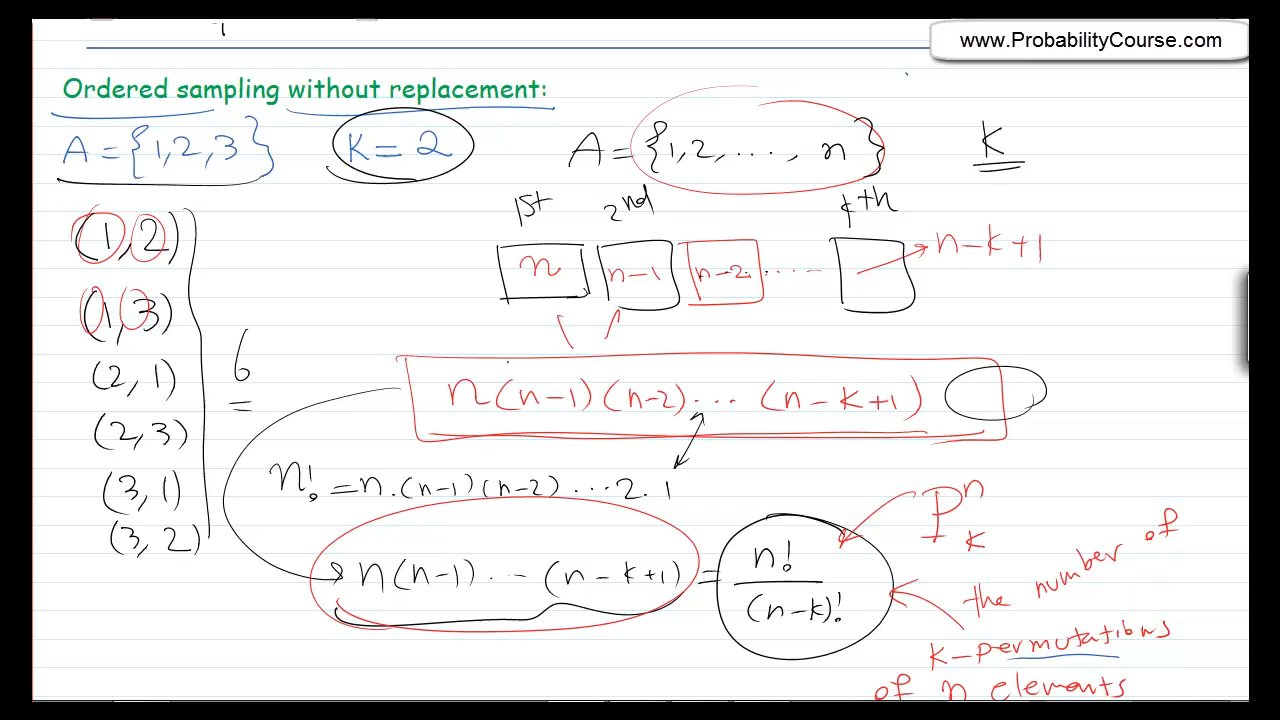 www.ProbabilityCourse.com
Ordered sampling without replacement:
A = {1,2,3} K = 2 A = {1,2, ..., n} K
1st 2nd kth
n n-1 n-2 ... n-k+1
(1,2)
(1,3)
(2,1)
(2,3)
(3,1)
(3,2)
6
n(n-1)(n-2)...(n-k+1)
n! = n.(n-1)(n-2)...2.1
n(n-1)...(n-k+1) = n!/(n-k)!
P^n_k
the number of
k-permutations
of n elements